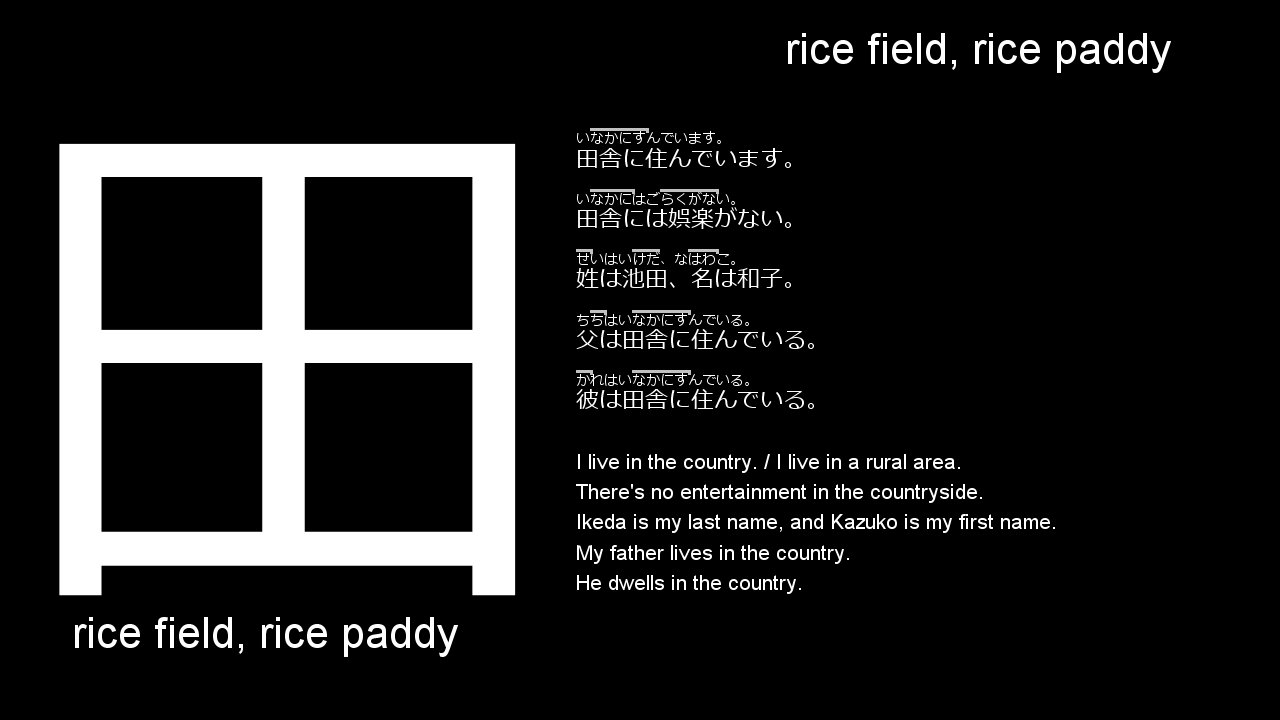 rice field, rice paddy
田
rice field, rice paddy
いなかにすんでいます。
田舎に住んでいます。
いなかにはごらくがない。
田舎には娯楽がない。
せいはいけだ、なはわこ。
姓は池田、名は和子。
ちちはいなかにすんでいる。
父は田舎に住んでいる。
かれはいなかにすんでいる。
彼は田舎に住んでいる。
I live in the country. / I live in a rural area.
There's no entertainment in the countryside.
Ikeda is my last name, and Kazuko is my first name.
My father lives in the country.
He dwells in the country.